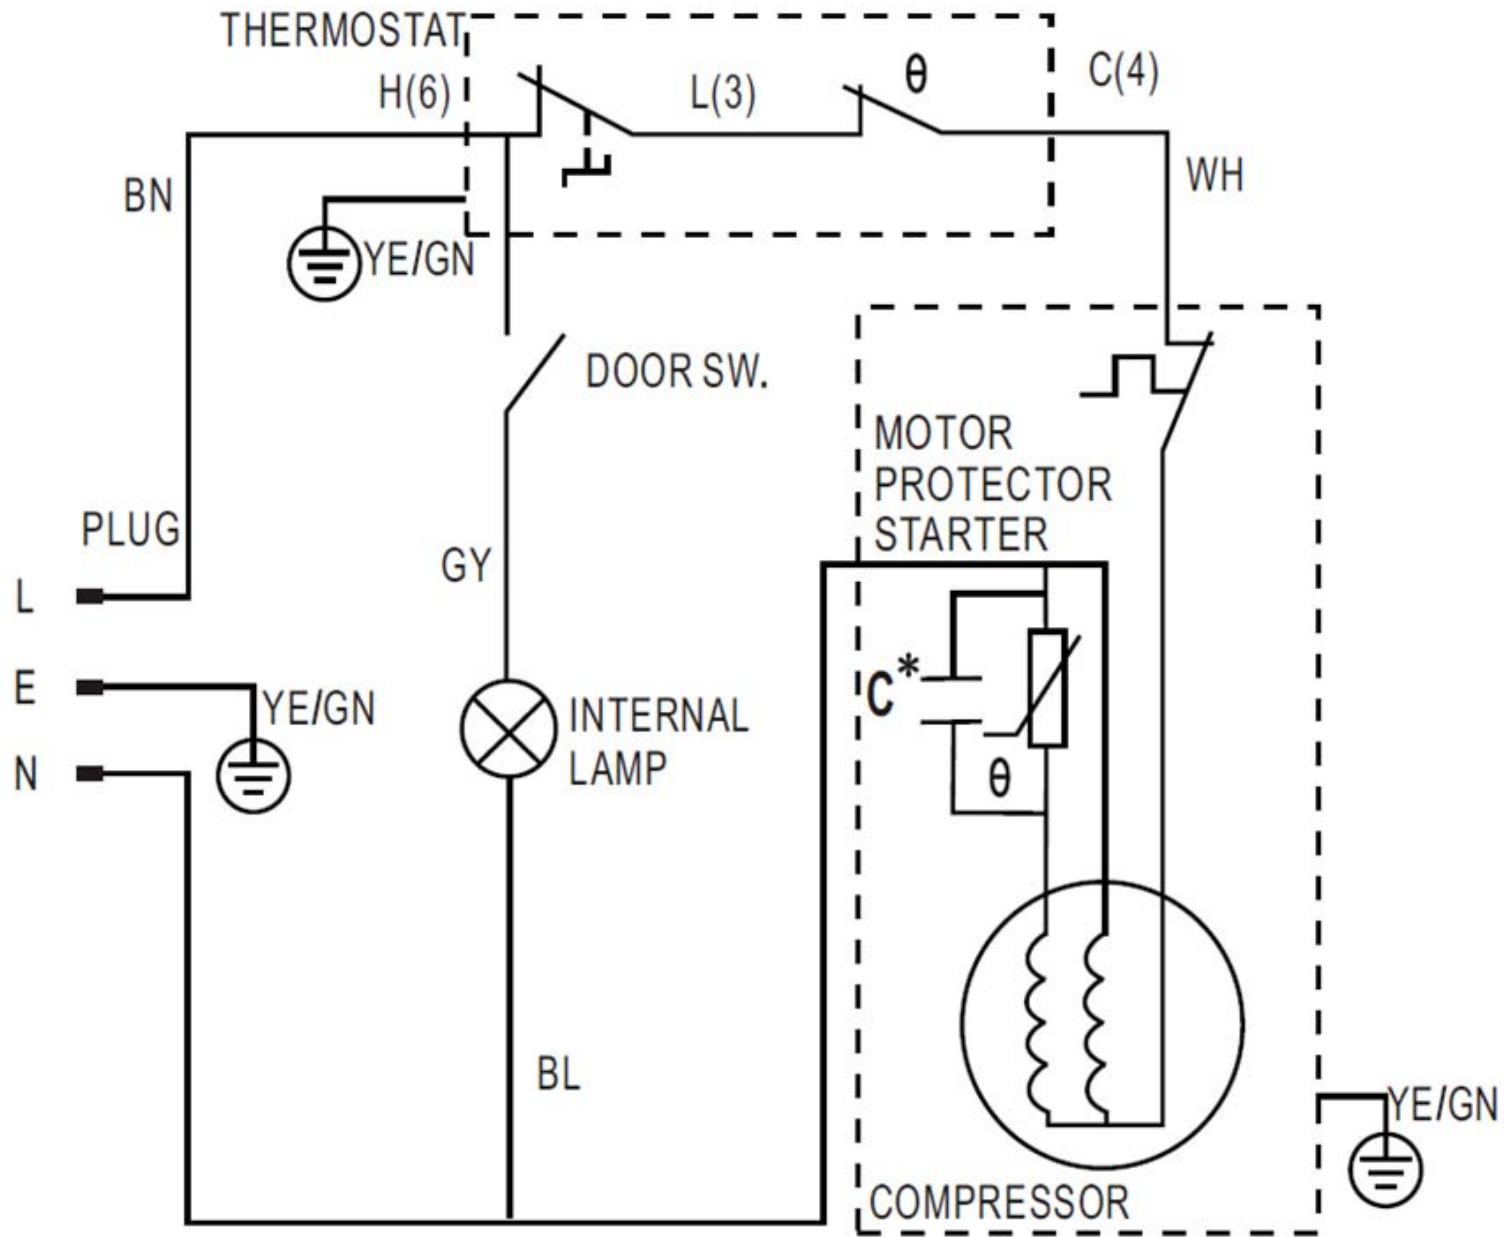 THERMOSTAT
H(6)
L(3)
θ
C(4)
BN
WH
YE/GN
DOOR SW.
MOTOR
PROTECTOR
STARTER
PLUG
GY
L
E
YE/GN
N
INTERNAL
LAMP
C*
θ
BL
YE/GN
COMPRESSOR